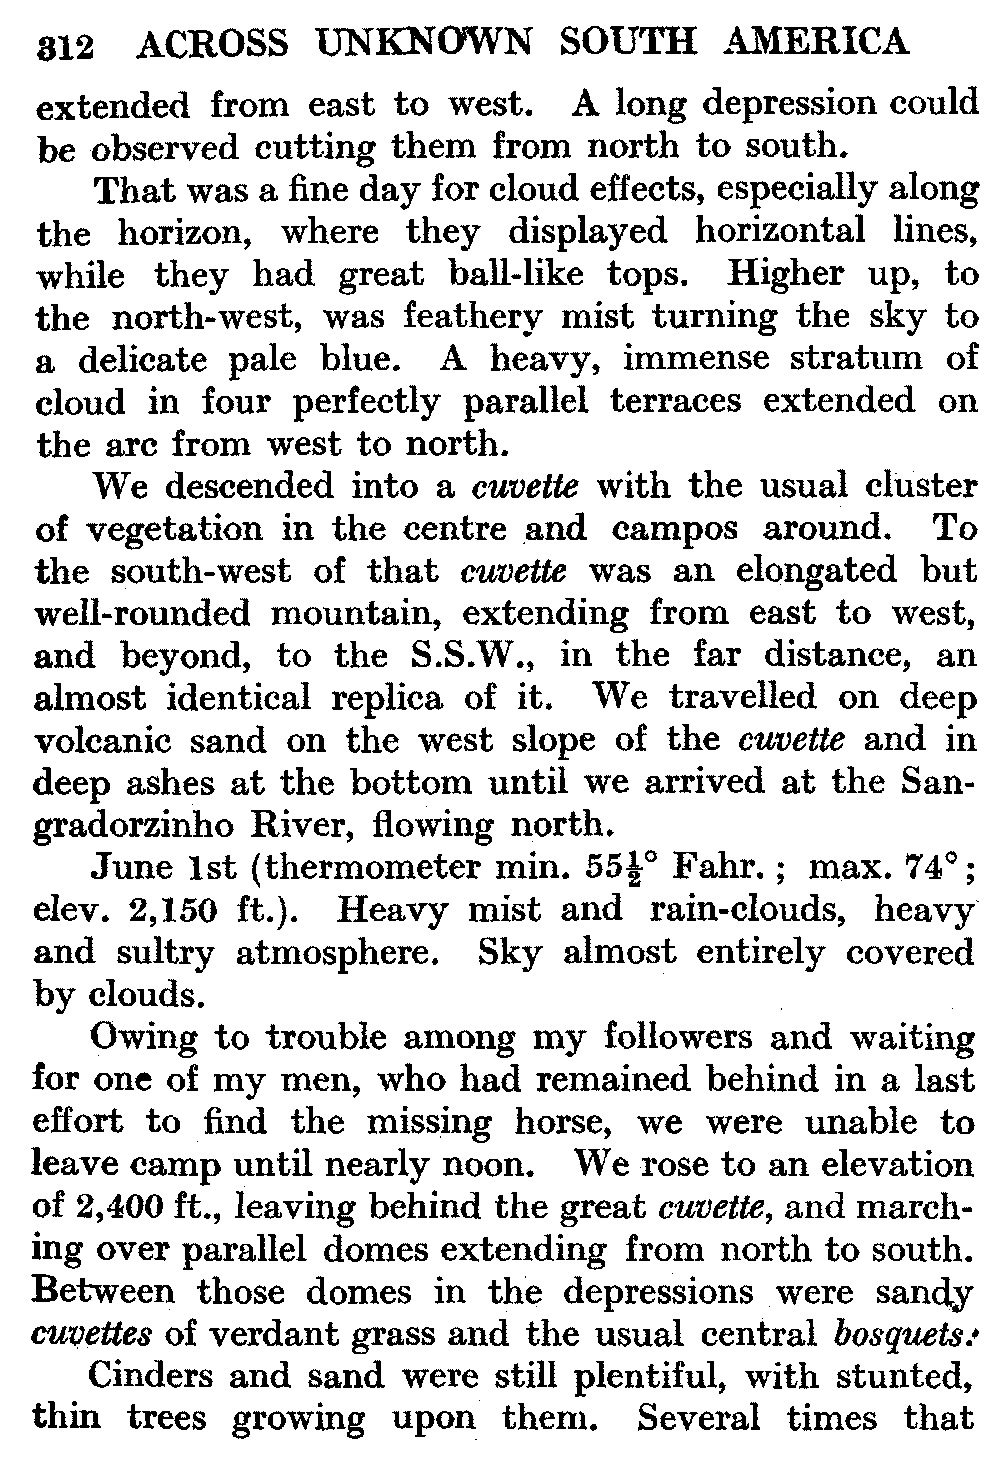 312 ACROSS UNKNOWN SOUTH AMERICA
extended from east to west. A long depression could
be observed cutting them from north to south.
That was a fine day for cloud effects, especially along
the horizon, where they displayed horizontal lines,
while they had great ball-like tops. Higher up, to
the north-west, was feathery mist turning the sky to
a delicate pale blue. A heavy, immense stratum of
cloud in four perfectly parallel terraces extended on
the arc from west to north.
We descended into a cuvette with the usual cluster
of vegetation in the centre and campos around. To
the south-west of that cuvette was an elongated but
well-rounded mountain, extending from east to west,
and beyond, to the S.S.W., in the far distance, an
almost identical replica of it. We travelled on deep
volcanic sand on the west slope of the cuvette and in
deep ashes at the bottom until we arrived at the San-
gradorzinho River, flowing north.
June 1st (thermometer min. 55½° Fahr. ; max. 74° ;
elev. 2,150 ft.). Heavy mist and rain-clouds, heavy
and sultry atmosphere. Sky almost entirely covered
by clouds.
Owing to trouble among my followers and waiting
for one of my men, who had remained behind in a last
effort to find the missing horse, we were unable to
leave camp until nearly noon. We rose to an elevation
of 2,400 ft., leaving behind the great cuvette, and march-
ing over parallel domes extending from north to south.
Between those domes in the depressions were sandy
cuvettes of verdant grass and the usual central bosquets.
Cinders and sand were still plentiful, with stunted,
thin trees growing upon them. Several times that